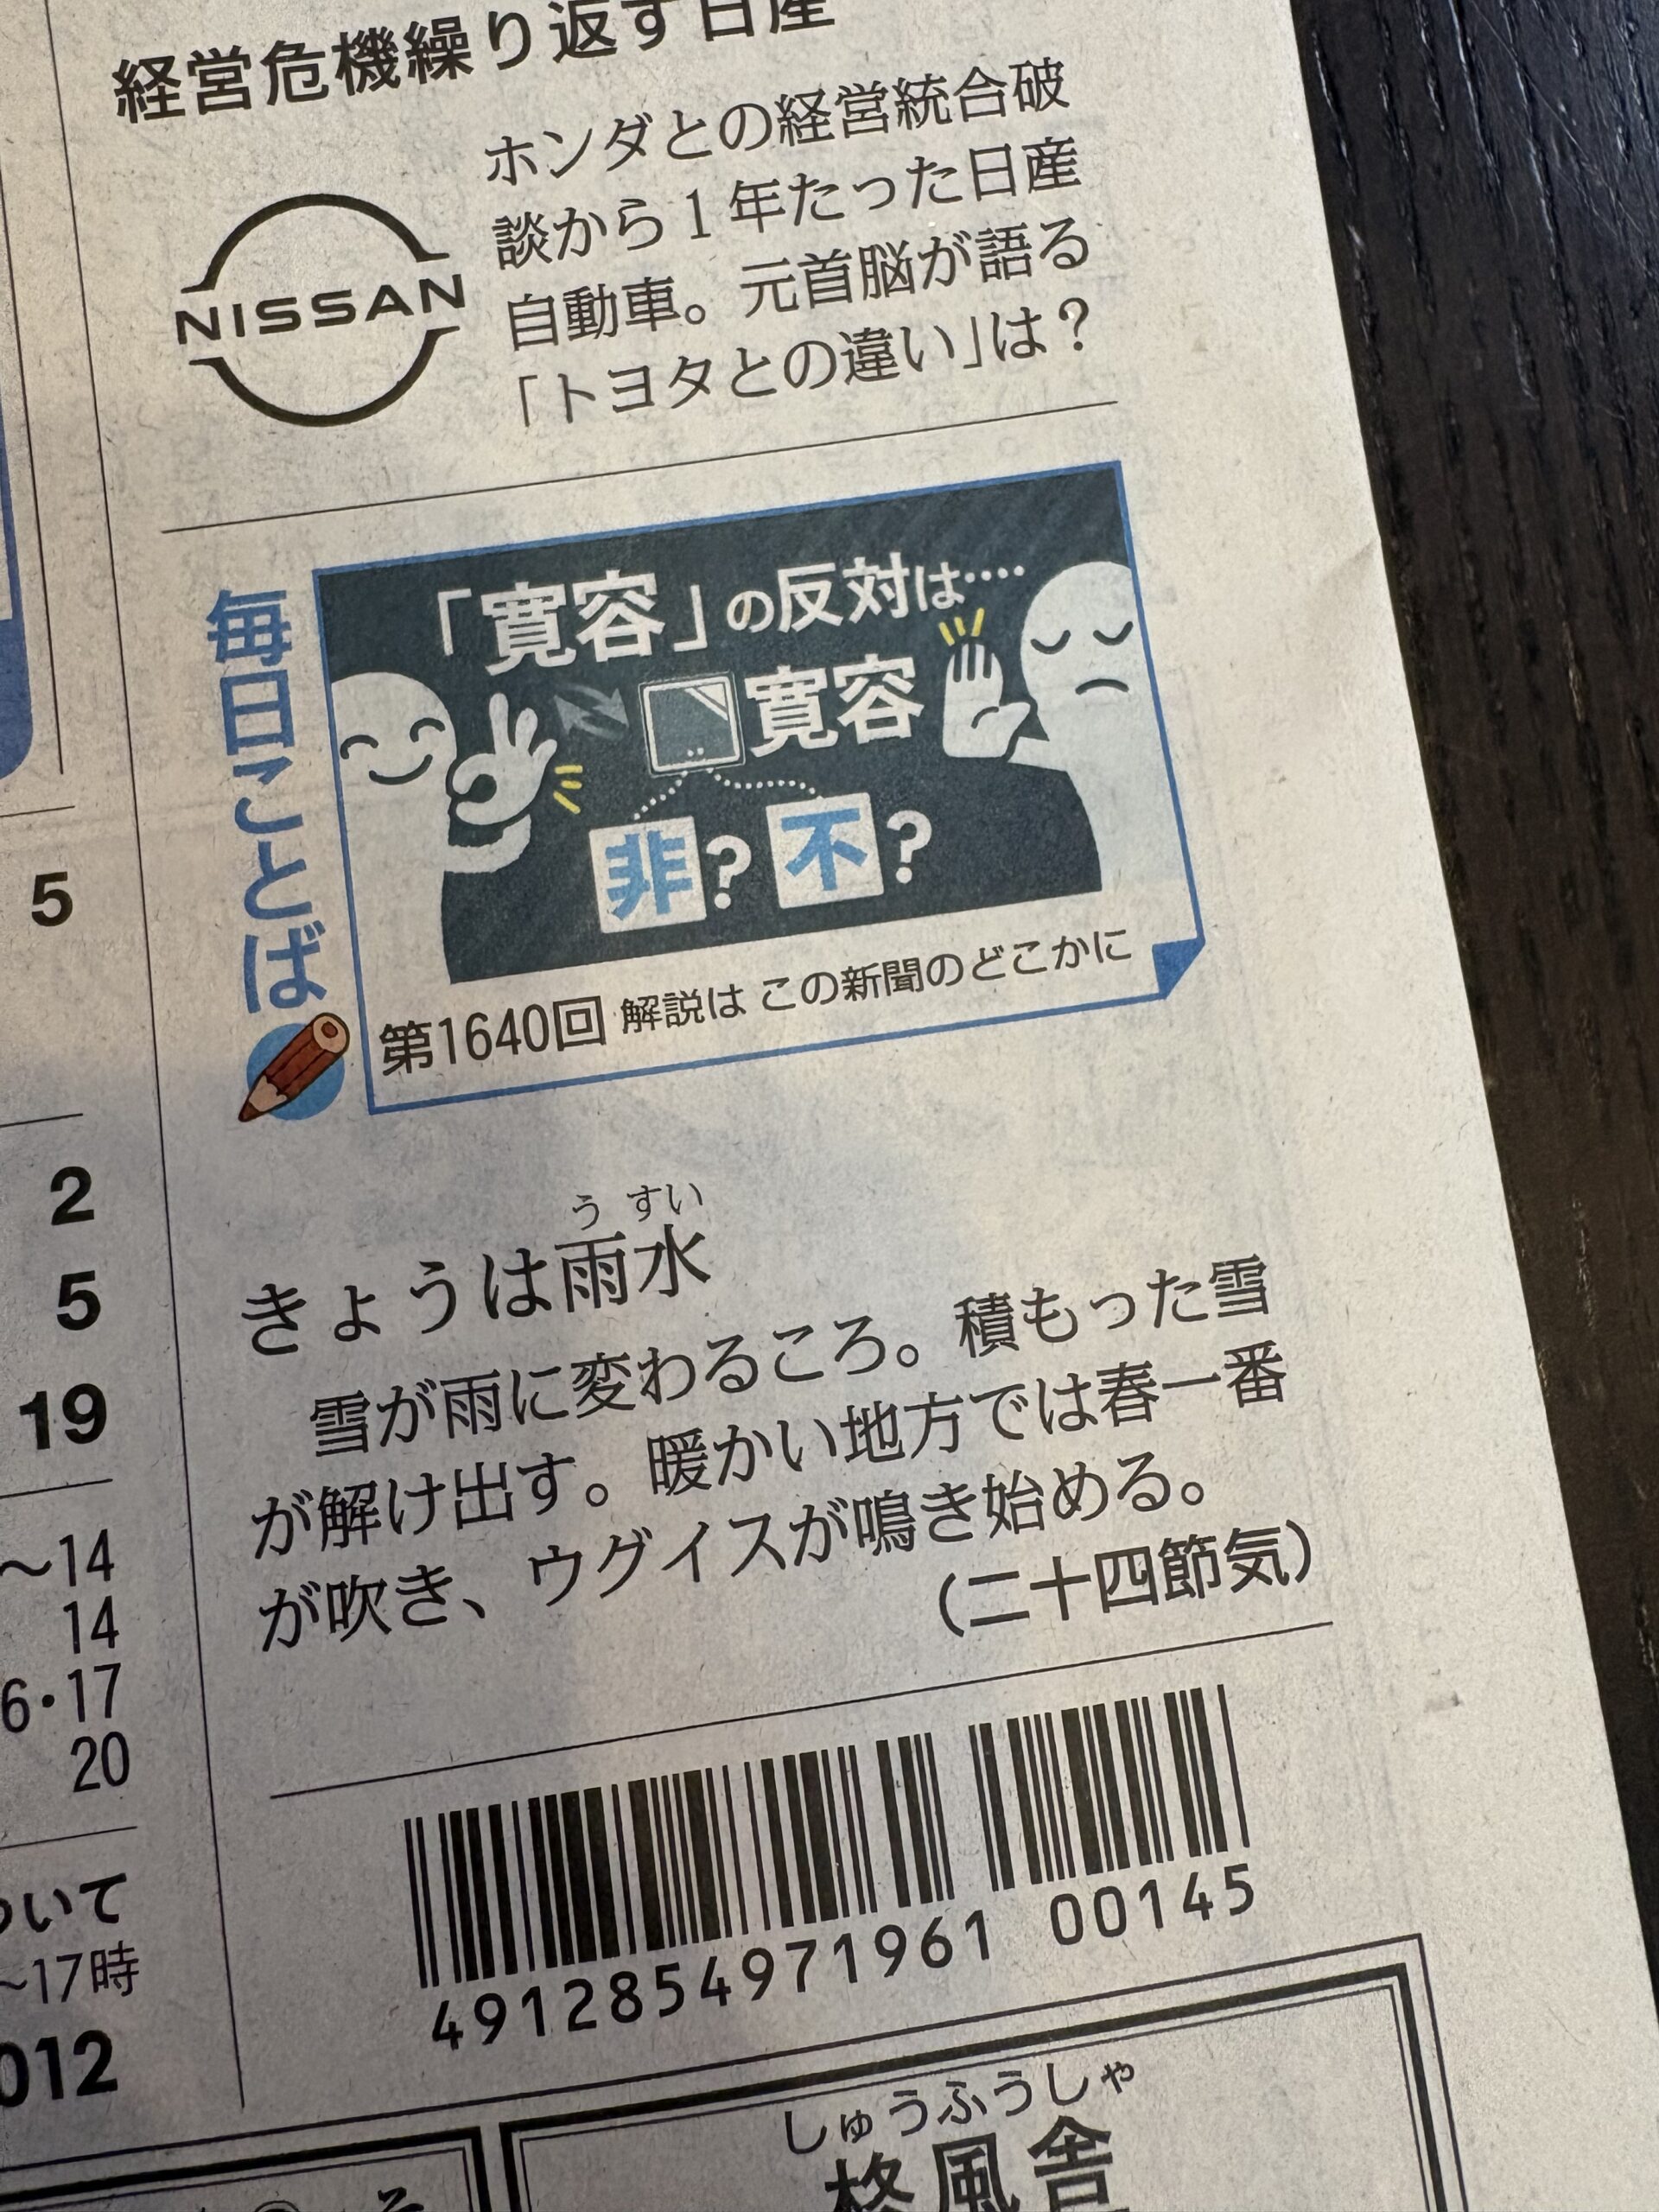 経営危機繰り返す日産
ホンダとの経営統合破
談から1年たった日産
自動車。元首脳が語る
「トヨタとの違い」は?
NISSAN
毎日ことば
「寛容」の反対は‥‥
寛容
非? 不?
第1640回 解説は この新聞のどこかに
きょうは雨水
うすい
雪が雨に変わるころ。積もった雪
が解け出す。暖かい地方では春一番
が吹き、ウグイスが鳴き始める。
(二十四節気)
4912854971961 00145
しゅうふうしゃ
風舎
5
2
5
19
〜14
14
6・17
20
いて
〜17時
012